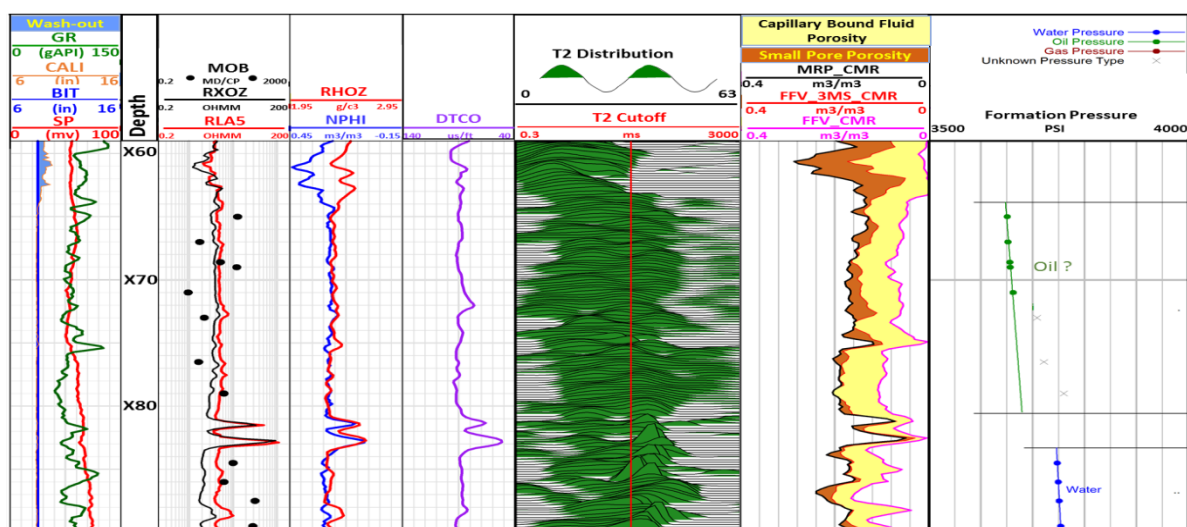 Wash-out
GR
0 (gAPI) 150
CALI
6 (in) 16
BIT
6 (in) 16
SP
0 (mv) 100
Depth
X60
X70
X80
MOB
0.2 MD/CP 2000
RXOZ
0.2 OHMM 200
RLA5
0.2 OHMM 200
RHOZ
1.95 g/c3 2.95
NPHI
0.45 m3/m3 -0.15
DTCO
140 us/ft 40
T2 Distribution
0 63
T2 Cutoff
0.3 ms 3000
Capillary Bound Fluid
Porosity
Small Pore Porosity
MRP_CMR
0.4 m3/m3 0
FFV_3MS_CMR
0.4 m3/m3 0
FFV_CMR
0.4 m3/m3 0
Water Pressure
Oil Pressure
Gas Pressure
Unknown Pressure Type
Formation Pressure
3500 PSI 4000
Oil ?
Water